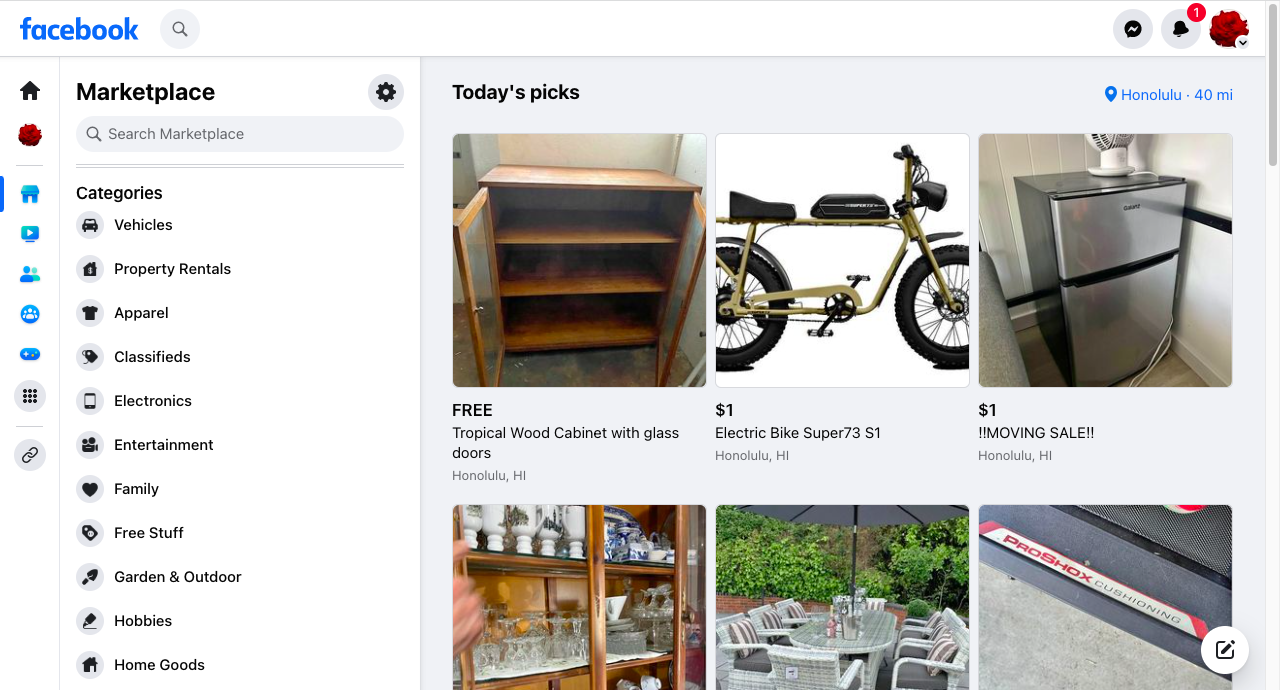 facebook
1
Marketplace
Search Marketplace
Categories
Vehicles
Property Rentals
Apparel
Classifieds
Electronics
Entertainment
Family
Free Stuff
Garden & Outdoor
Hobbies
Home Goods
Today's picks
Honolulu · 40 mi
SUPER73
Galanz
FREE
Tropical Wood Cabinet with glass
doors
Honolulu, HI
$1
Electric Bike Super73 S1
Honolulu, HI
$1
!!MOVING SALE!!
Honolulu, HI
PROSHOX CUSHIONING